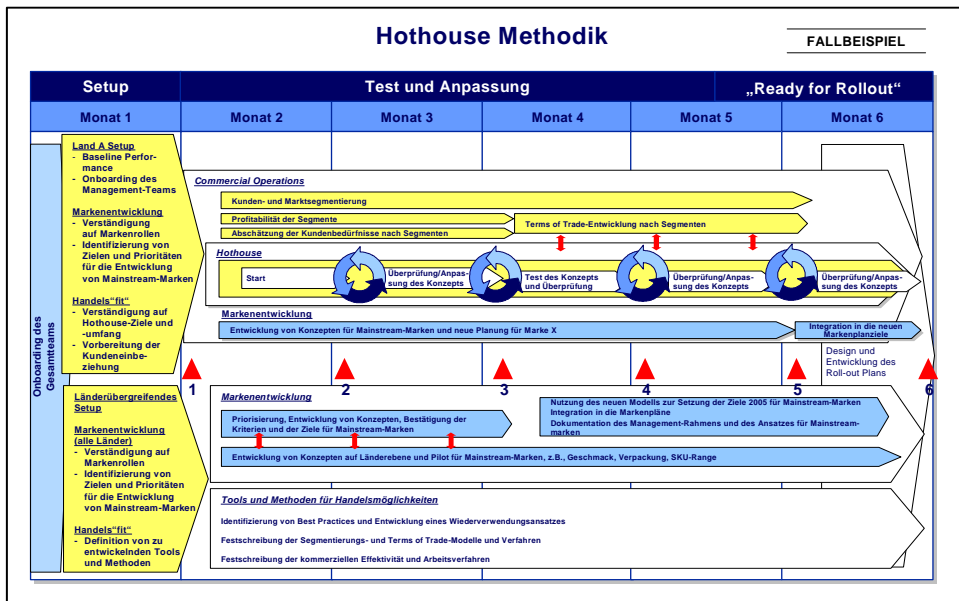 Hothouse Methodik
FALLBEISPIEL
Setup
Test und Anpassung
„Ready for Rollout“
Monat 1
Monat 2
Monat 3
Monat 4
Monat 5
Monat 6
Onboarding des
Gesamtteams
Land A Setup
- Baseline Perfor-
mance
- Onboarding des
Management-Teams
Markenentwicklung
- Verständigung
auf Markenrollen
- Identifizierung von
Zielen und Prioritäten
für die Entwicklung
von Mainstream-Marken
Handels“fit“
- Verständigung auf
Hothouse-Ziele und
-umfang
- Vorbereitung der
Kundeneinbe-
ziehung
Länderübergreifendes
Setup
Markenentwicklung
(alle Länder)
- Verständigung auf
Markenrollen
- Identifizierung von
Zielen und Prioritäten
für die Entwicklung
von Mainstream-Marken
Handels“fit“
- Definition von zu
entwickelnden Tools
und Methoden
Commercial Operations
Kunden- und Marktsegmentierung
Profitabilität der Segmente
Abschätzung der Kundenbedürfnisse nach Segmenten
Terms of Trade-Entwicklung nach Segmenten
Hothouse
Start
Überprüfung/Anpas-
sung des Konzepts
Test des Konzepts
und Überprüfung
Überprüfung/Anpas-
sung des Konzepts
Überprüfung/Anpas-
sung des Konzepts
Markenentwicklung
Entwicklung von Konzepten für Mainstream-Marken und neue Planung für Marke X
Integration in die neuen
Markenplanziele
Design und
Entwicklung des
Roll-out Plans
1
2
3
4
5
6
Markenentwicklung
Priorisierung, Entwicklung von Konzepten, Bestätigung der
Kriterien und der Ziele für Mainstream-Marken
Nutzung des neuen Modells zur Setzung der Ziele 2005 für Mainstream-Marken
Integration in die Markenpläne
Dokumentation des Management-Rahmens und des Ansatzes für Mainstream-
marken
Entwicklung von Konzepten auf Länderebene und Pilot für Mainstream-Marken, z.B., Geschmack, Verpackung, SKU-Range
Tools und Methoden für Handelsmöglichkeiten
Identifizierung von Best Practices und Entwicklung eines Wiederverwendungsansatzes
Festschreibung der Segmentierungs- und Terms of Trade-Modelle und Verfahren
Festschreibung der kommerziellen Effektivität und Arbeitsverfahren